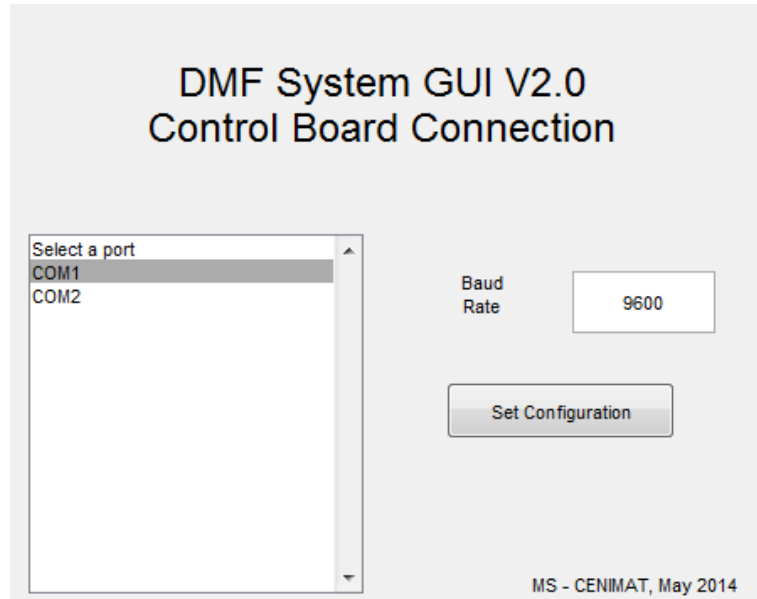 DMF System GUI V2.0
Control Board Connection
Select a port
COM1
COM2
Baud
Rate
9600
Set Configuration
MS - CENIMAT, May 2014